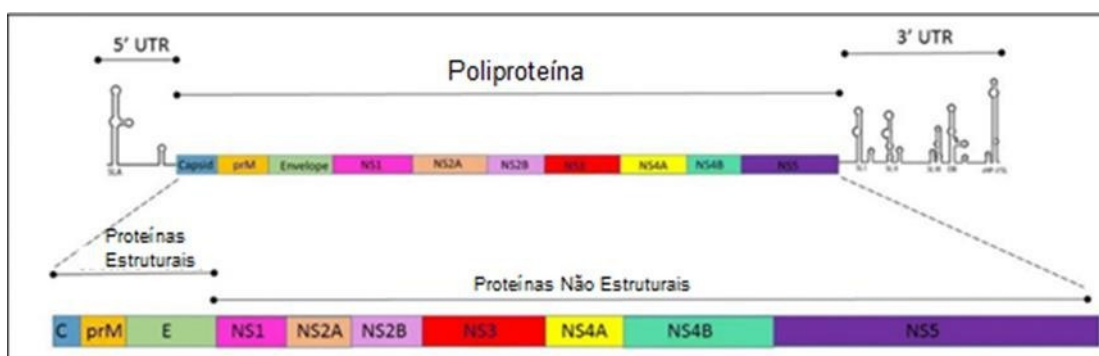 5' UTR
3' UTR
Poliproteína
Capsid prM Envelope NS1 NS2A NS2B NS3 NS4A NS4B NS5
SLA
Proteínas
Estruturais
Proteínas Não Estruturais
C prM E NS1 NS2A NS2B NS3 NS4A NS4B NS5